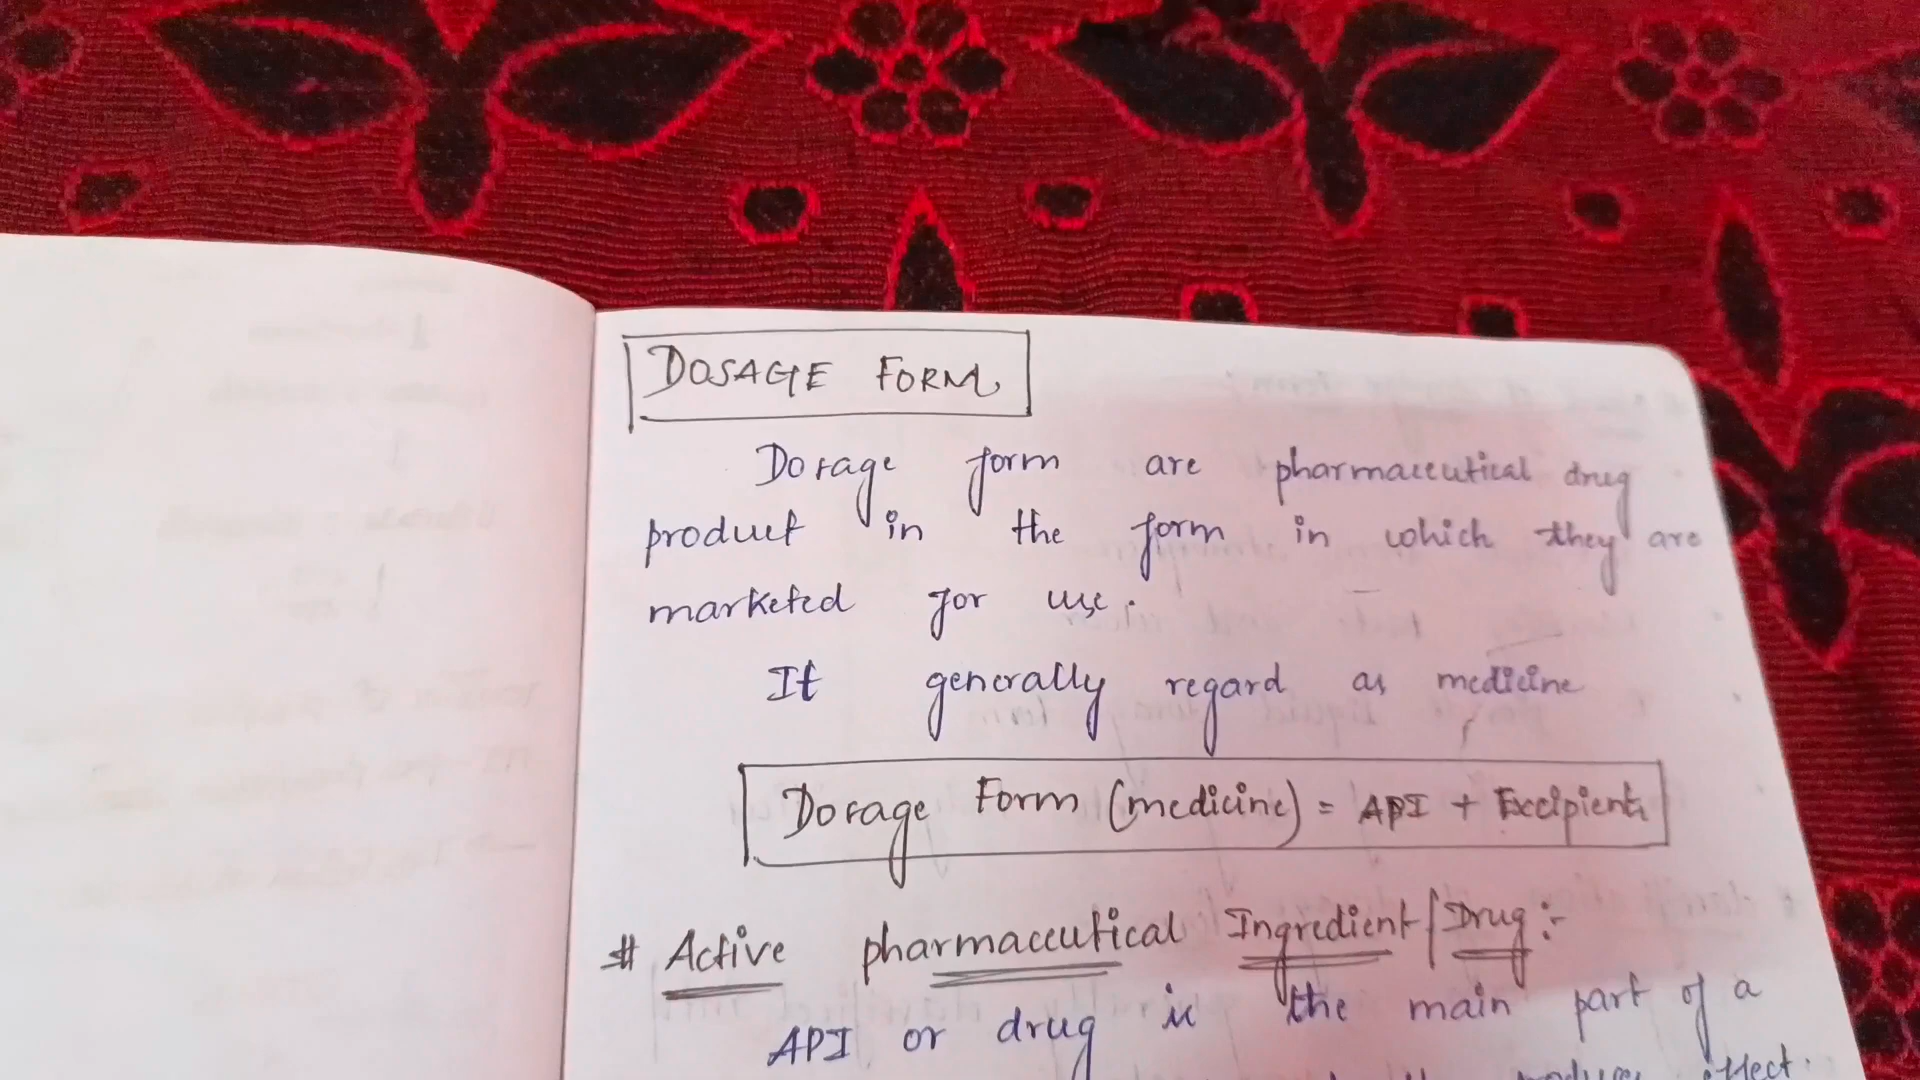 DOSAGE FORM
Dosage form are pharmaceutical drug
product in the form in which they are
marketed for use.
It generally regard as medicine
Dosage Form (medicine) = API + Excipients
# Active pharmaceutical Ingredient/Drug :-
API or drug is the main part of a
effect.